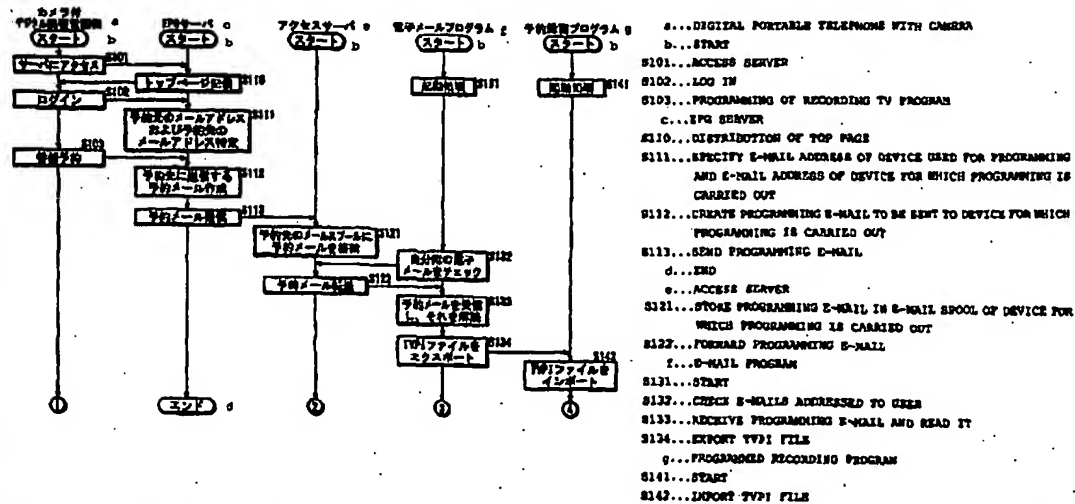 カメラ付
デジタル携帯電話機 a
EPGサーバ c
アクセスサーバ e
電子メールプログラム f
予約録画プログラム g
スタート b
スタート b
スタート b
スタート b
スタート b
サーバにアクセス S101
トップページ配信 S110
ログイン S102
予約元のメールアドレス
および予約先の
メールアドレス特定 S111
S103
予約先に送信する
予約メール作成 S112
予約メール送信 S113
予約先のメールスプールに
予約メールを格納 S121
起動処理 S131
起動処理 S141
自分宛の電子
メールをチェック S132
予約メール転送 S122
予約メールを受信
し、それを解読 S133
TVPIファイルを
エクスポート S134
TVPIファイルを
インポート S142
①
エンド d
②
③
④
a...DIGITAL PORTABLE TELEPHONE WITH CAMERA
b...START
S101...ACCESS SERVER
S102...LOG IN
S103...PROGRAMMING OF RECORDING TV PROGRAM
c...EPG SERVER
S110...DISTRIBUTION OF TOP PAGE
S111...SPECIFY E-MAIL ADDRESS OF DEVICE USED FOR PROGRAMMING
AND E-MAIL ADDRESS OF DEVICE FOR WHICH PROGRAMMING IS
CARRIED OUT
S112...CREATE PROGRAMMING E-MAIL TO BE SENT TO DEVICE FOR WHICH
PROGRAMMING IS CARRIED OUT
S113...SEND PROGRAMMING E-MAIL
d...END
e...ACCESS SERVER
S121...STORE PROGRAMMING E-MAIL IN E-MAIL SPOOL OF DEVICE FOR
WHICH PROGRAMMING IS CARRIED OUT
S122...FORWARD PROGRAMMING E-MAIL
f...E-MAIL PROGRAM
S131...START
S132...CHECK E-MAILS ADDRESSED TO USER
S133...RECEIVE PROGRAMMING E-MAIL AND READ IT
S134...EXPORT TVPI FILE
g...PROGRAMMED RECORDING PROGRAM
S141...START
S142...IMPORT TVPI FILE